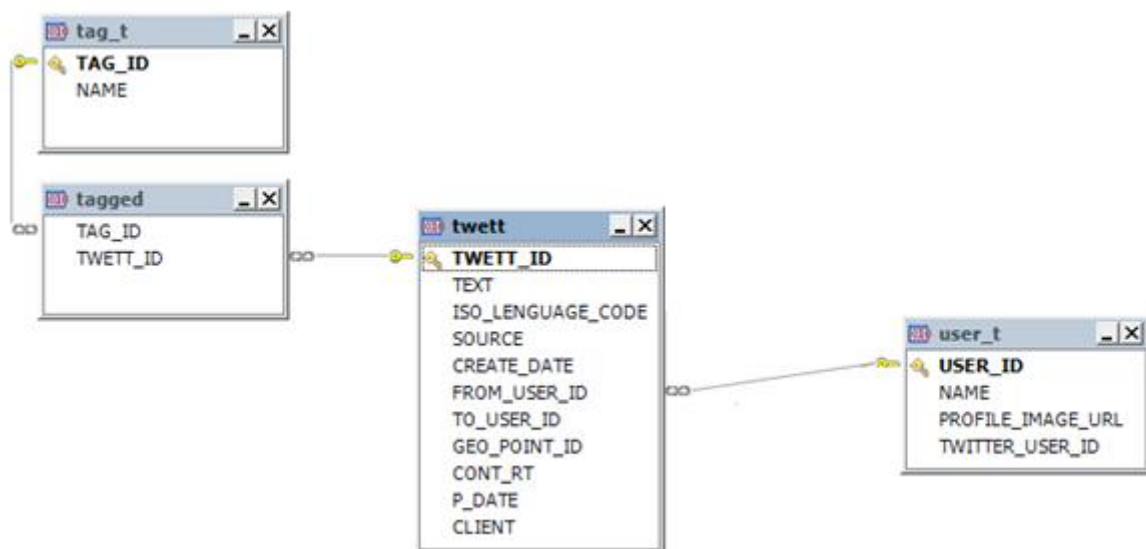 tag_t
TAG_ID
NAME
tagged
TAG_ID
TWETT_ID
twett
TWETT_ID
TEXT
ISO_LENGUAGE_CODE
SOURCE
CREATE_DATE
FROM_USER_ID
TO_USER_ID
GEO_POINT_ID
CONT_RT
P_DATE
CLIENT
user_t
USER_ID
NAME
PROFILE_IMAGE_URL
TWITTER_USER_ID